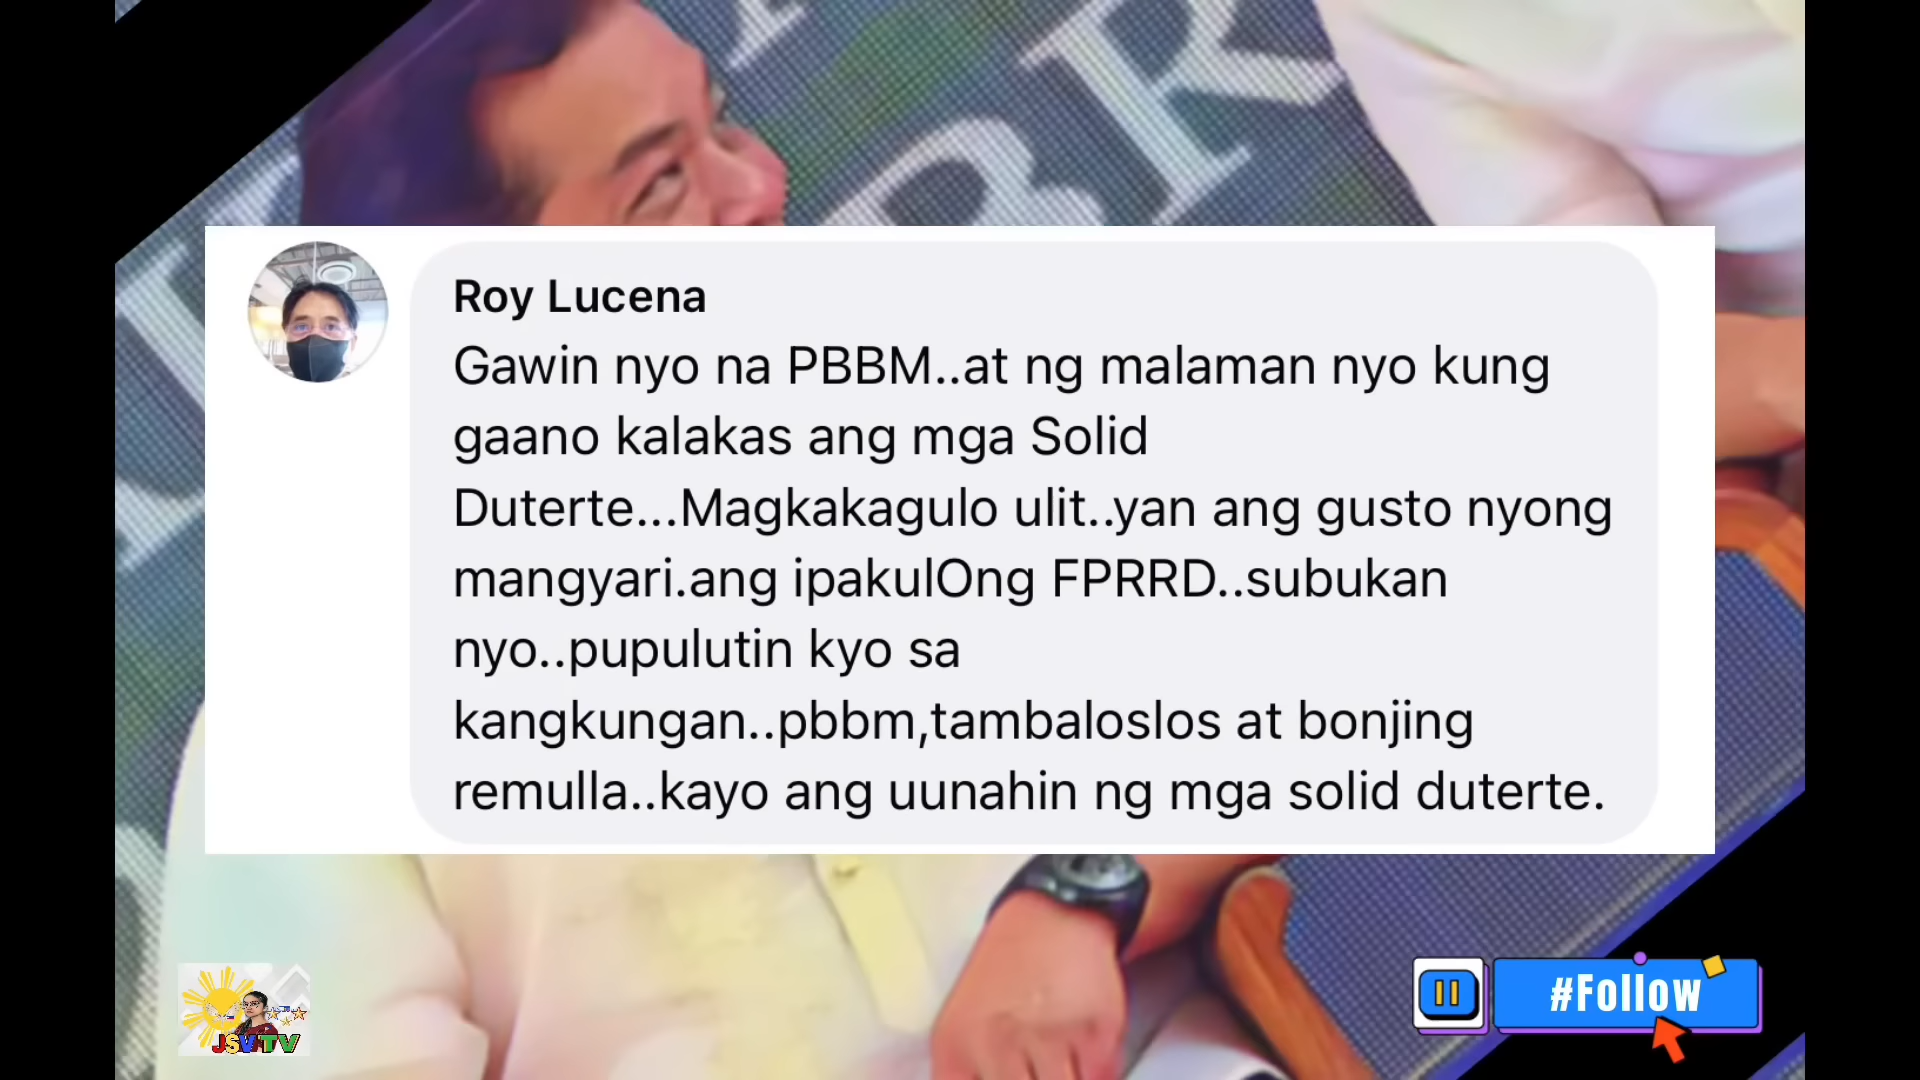 Roy Lucena
Gawin nyo na PBBM..at ng malaman nyo kung
gaano kalakas ang mga Solid
Duterte...Magkakagulo ulit..yan ang gusto nyong
mangyari.ang ipakulOng FPRRD..subukan
nyo..pupulutin kyo sa
kangkungan..pbbm,tambaloslos at bonjing
remulla..kayo ang uunahin ng mga solid duterte.
JSV TV
#Follow